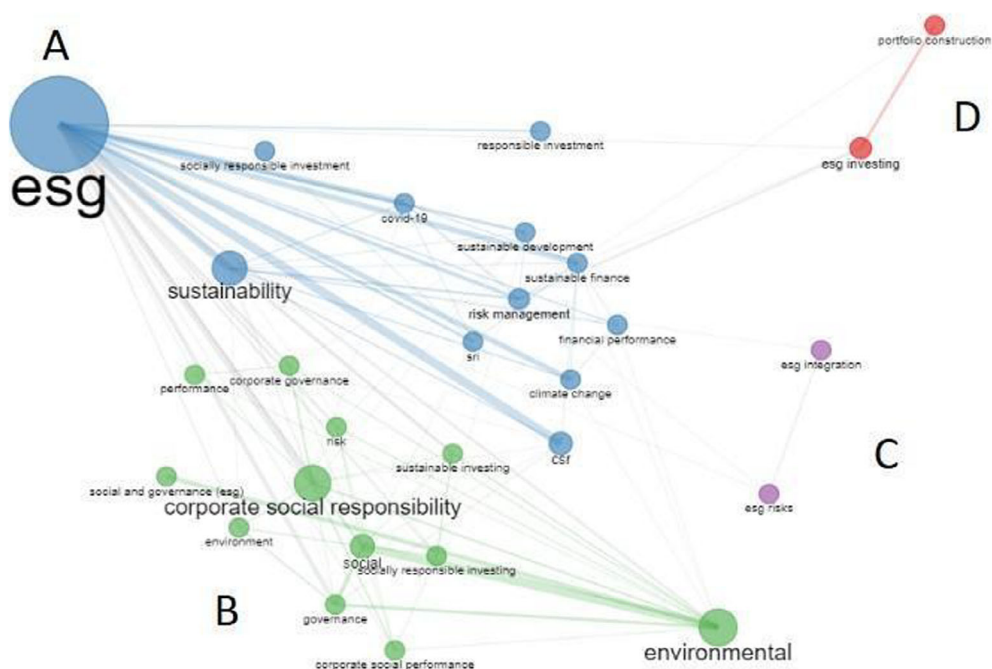 A
portfolio construction
D
esg
responsible investment
socially responsible investment
esg investing
covid-19
sustainable development
sustainable finance
sustainability
risk management
financial performance
sri
esg integration
climate change
performance
corporate governance
risk
csr
C
sustainable investing
social and governance (esg)
esg risks
corporate social responsibility
environment
social
socially responsible investing
B
governance
environmental
corporate social performance